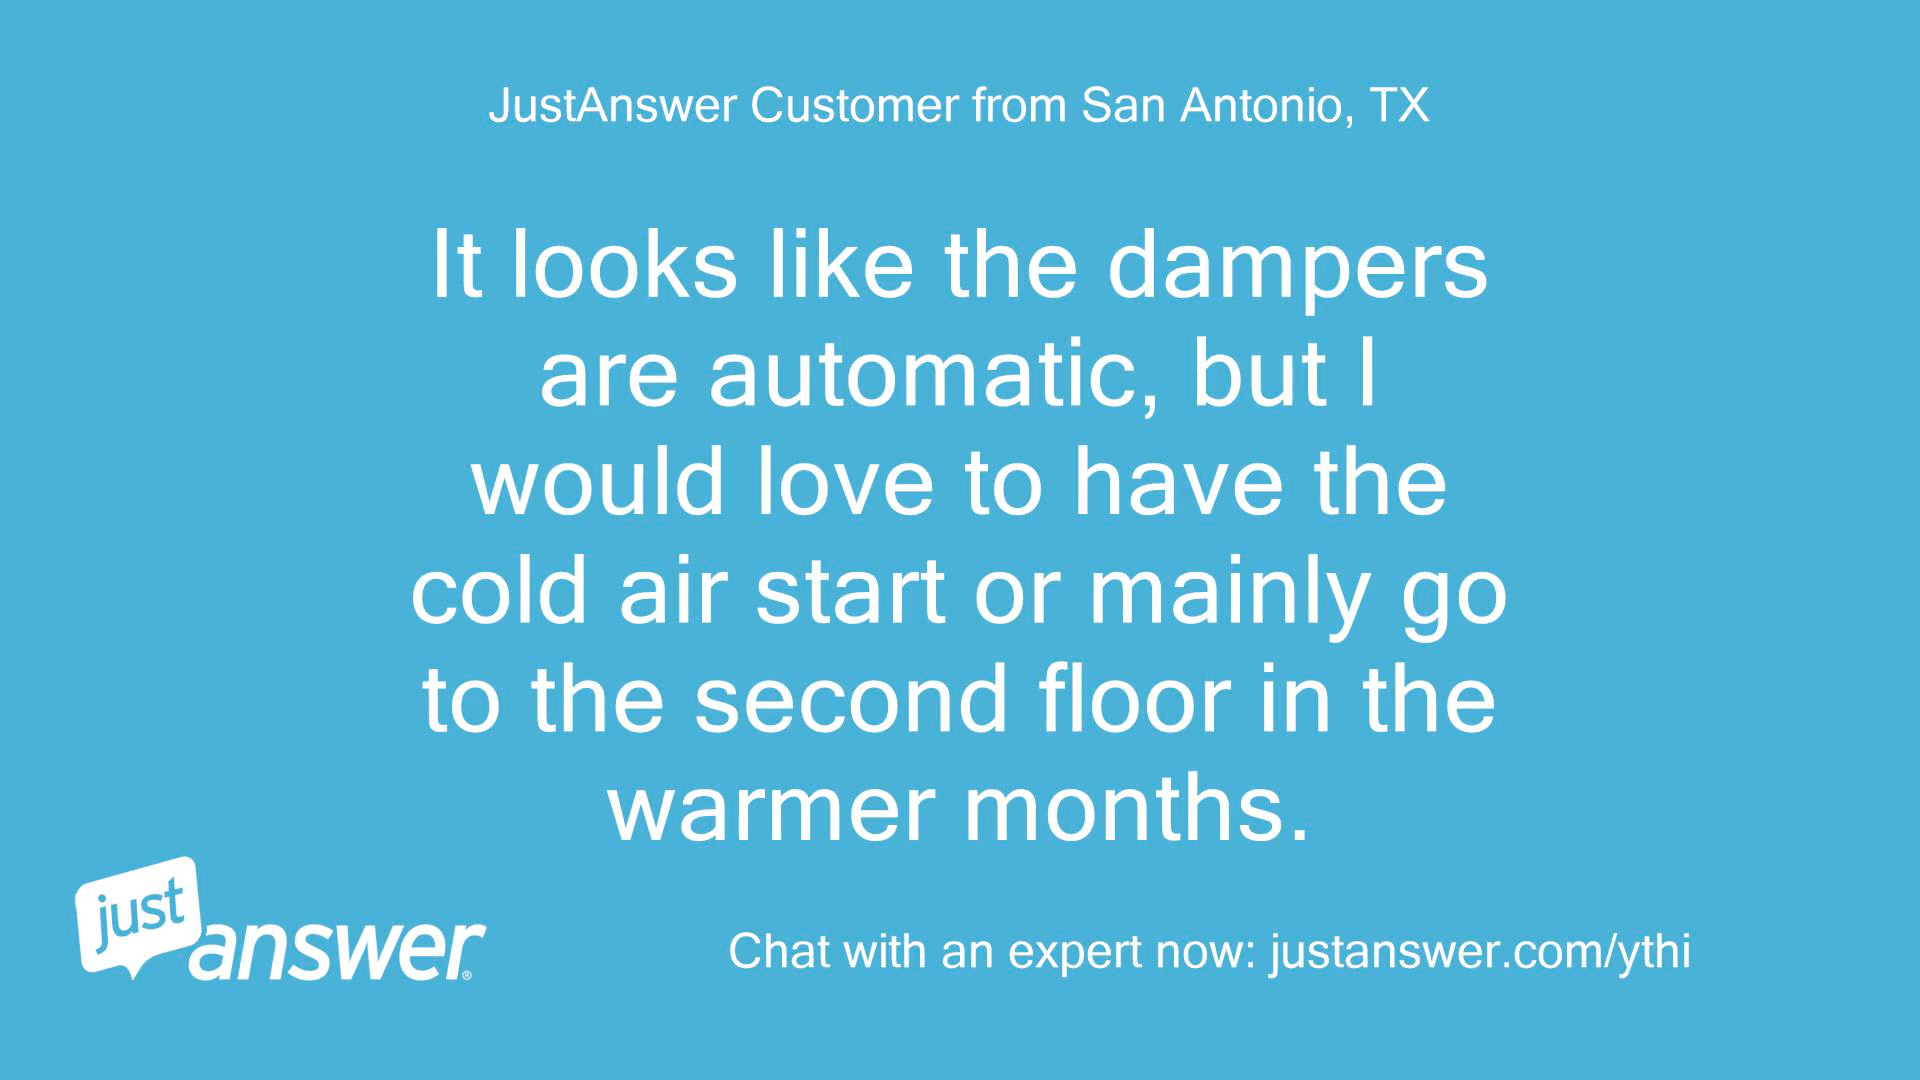 JustAnswer Customer from San Antonio, TX
It looks like the dampers
are automatic, but I
would love to have the
cold air start or mainly go
to the second floor in the
warmer months.
just
answer®
Chat with an expert now: justanswer.com/ythi